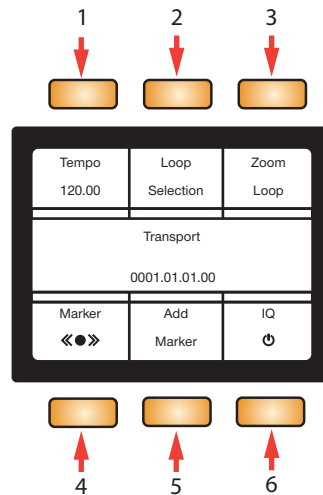 1 2 3
Tempo Loop Zoom
120.00 Selection Loop
Transport
0001.01.01.00
Marker Add IQ
Marker
4 5 6